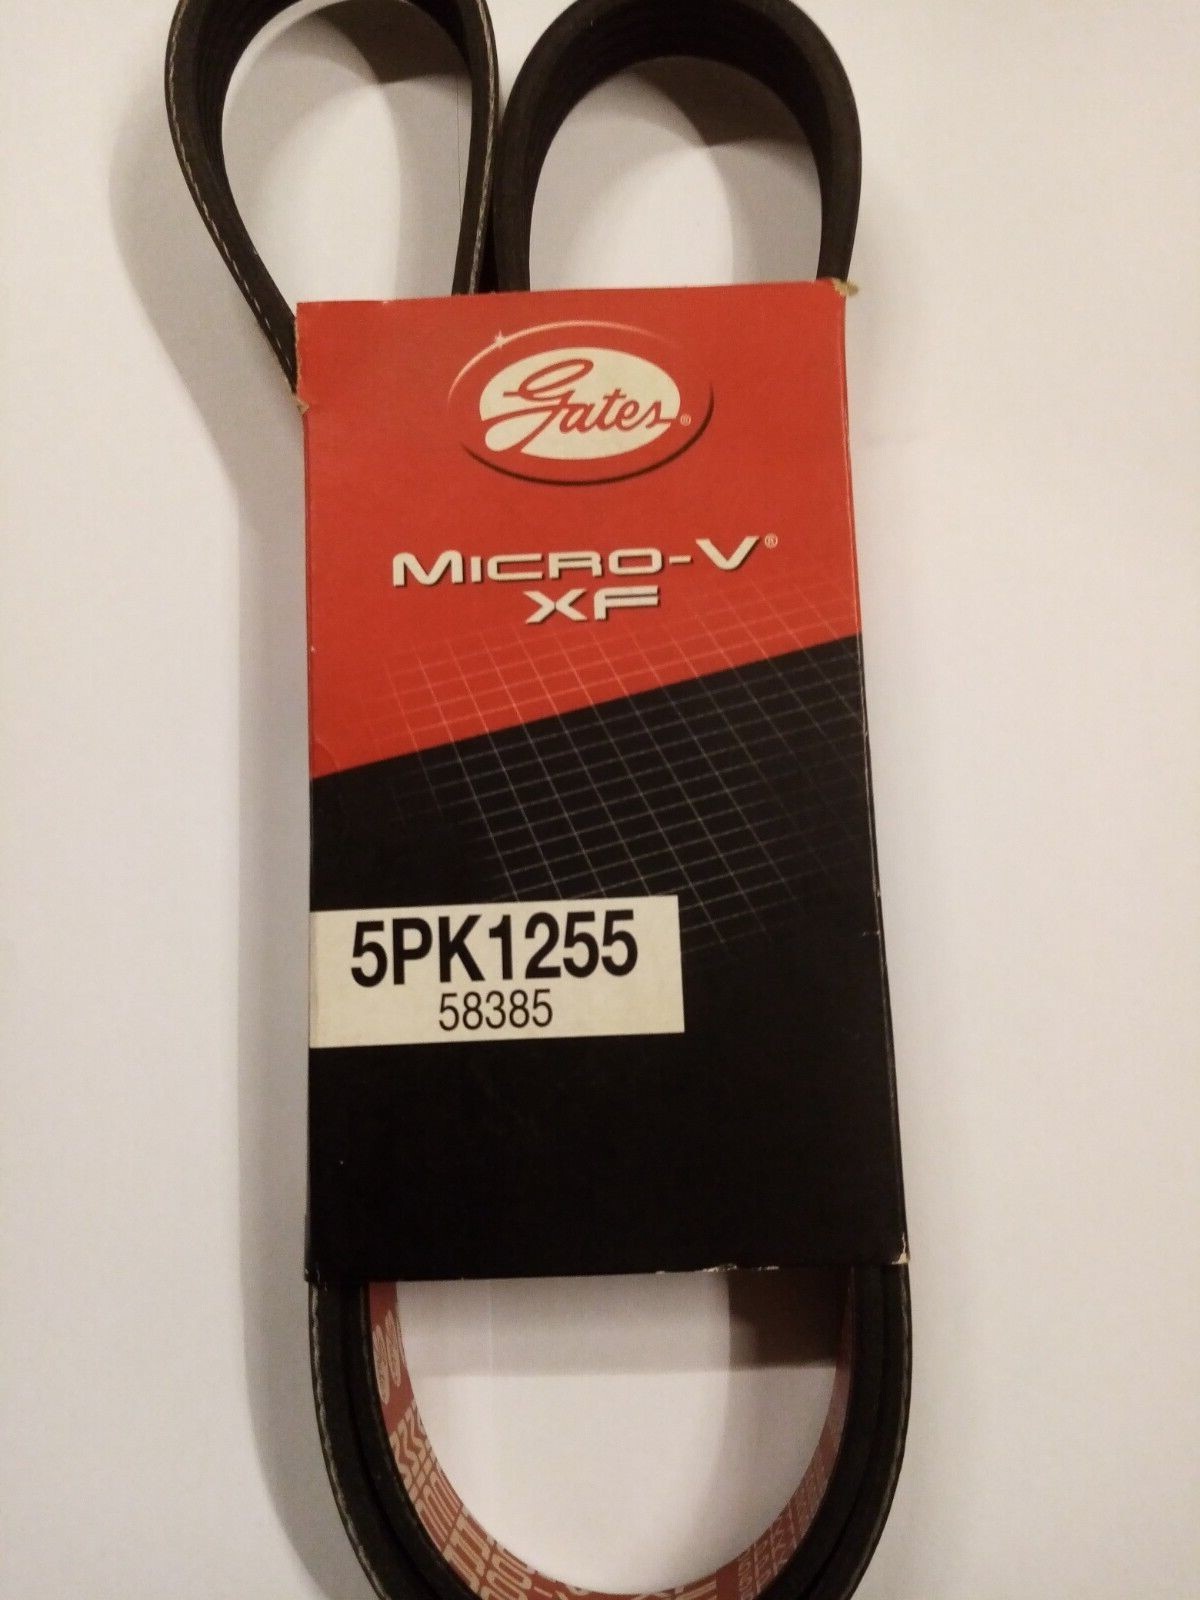 Gates®
MICRO-V®
XF
5PK1255
58385